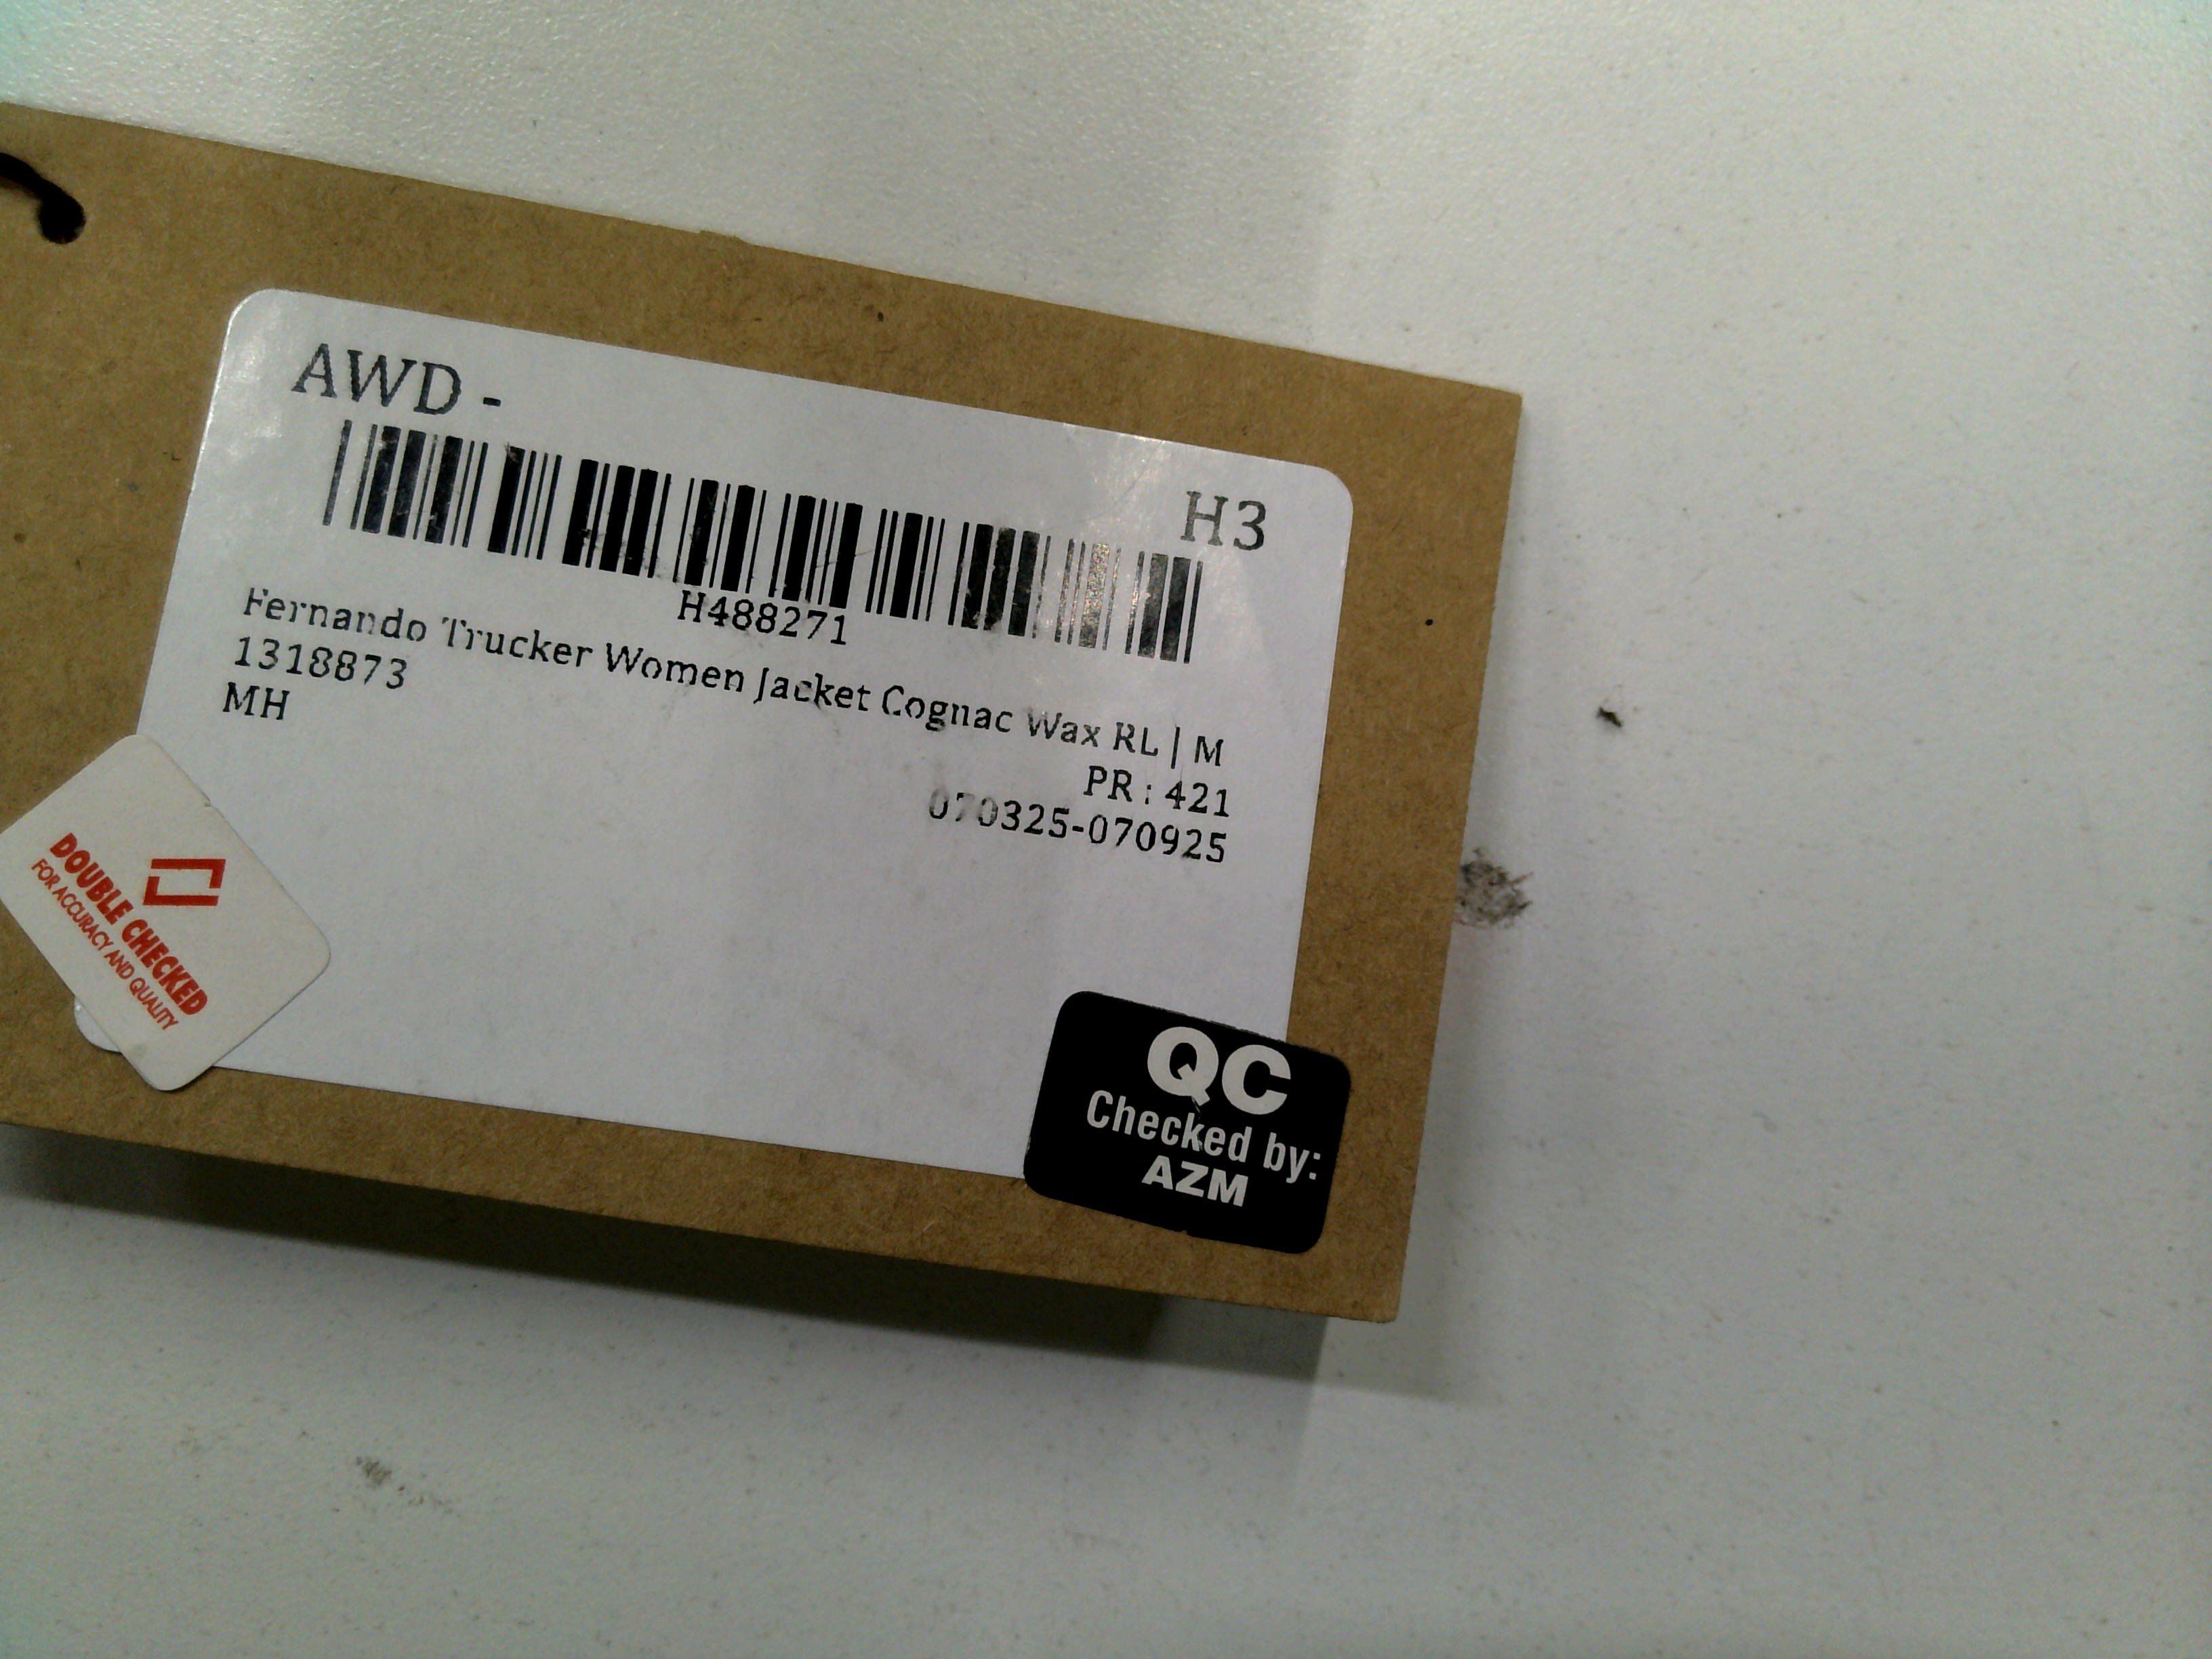 AWD -
H3
H488271
Fernando Trucker Women Jacket Cognac Wax RL | M
1318873
PR : 421
MH
070325-070925
DOUBLE CHECKED
FOR ACCURACY AND QUALITY
QC
Checked by:
AZM